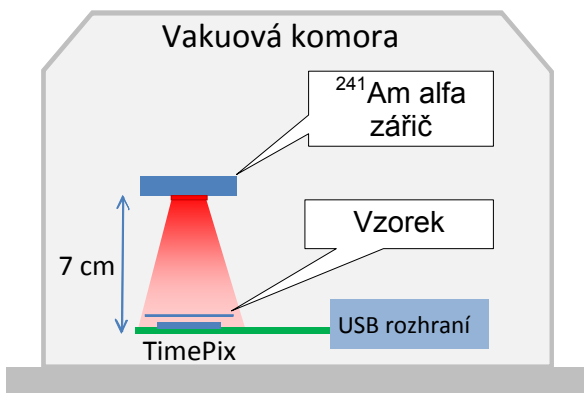 Vakuová komora
²⁴¹Am alfa
zářič
Vzorek
7 cm
USB rozhraní
TimePix